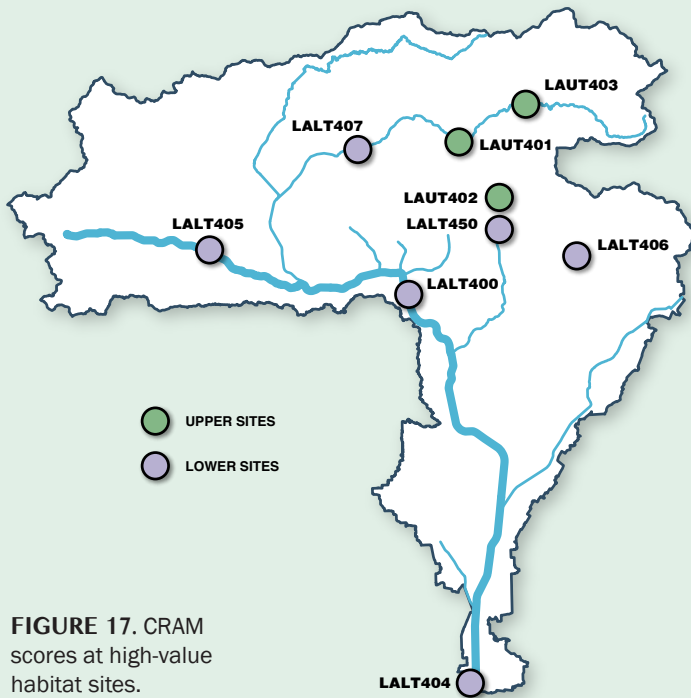 LAUT403
LALT407
LAUT401
LAUT402
LALT450
LALT405
LALT406
LALT400
UPPER SITES
LOWER SITES
FIGURE 17. CRAM
scores at high-value
habitat sites.
LALT404